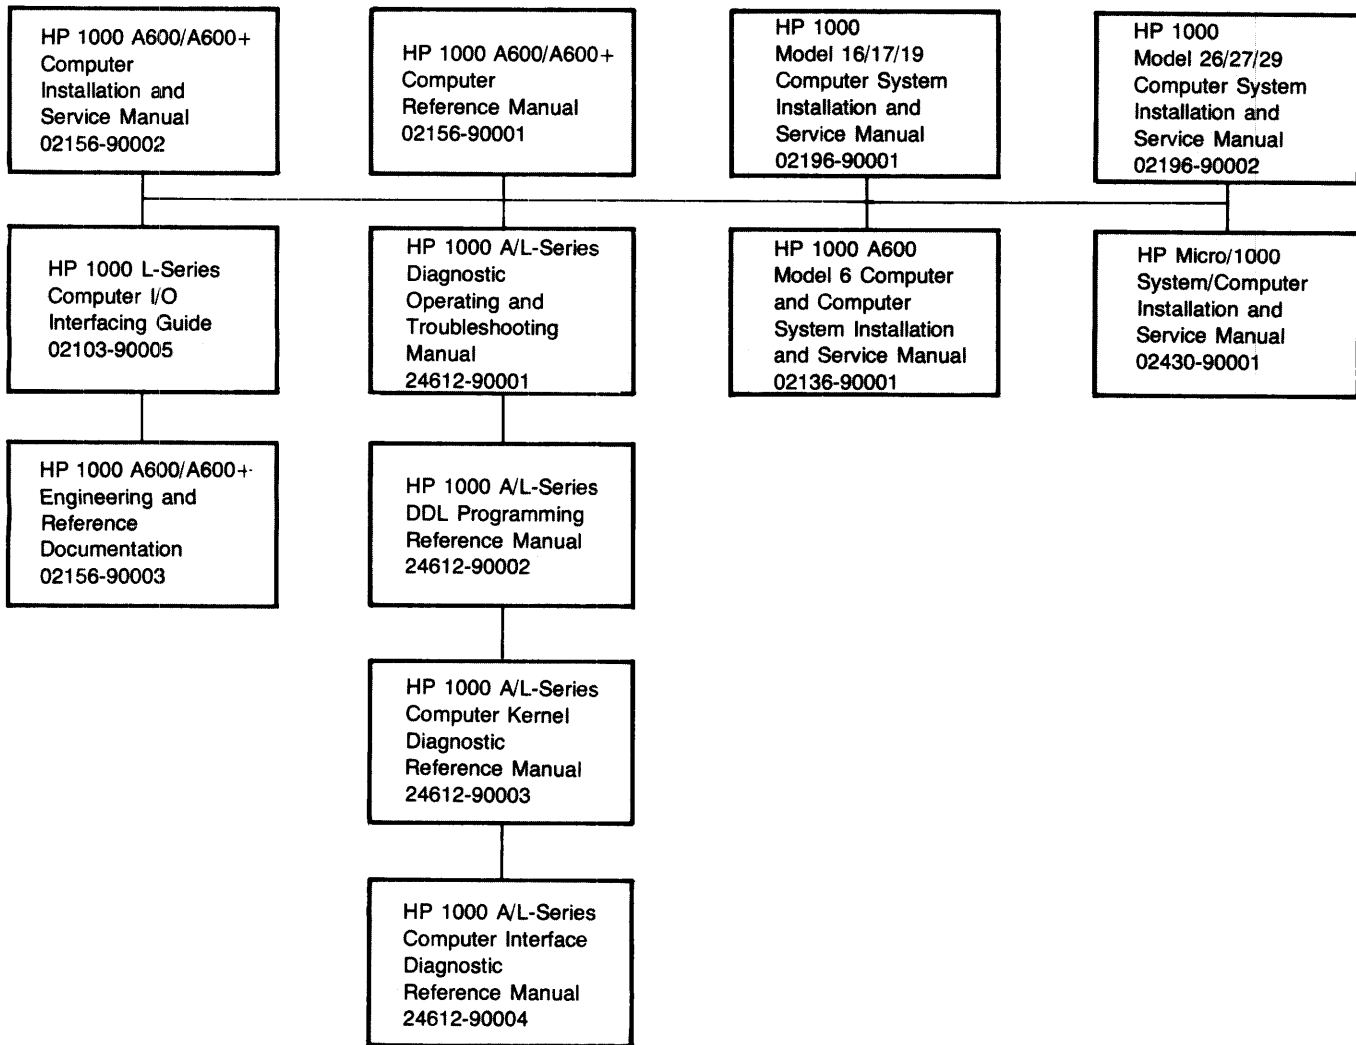 HP 1000 A600/A600+
Computer
Installation and
Service Manual
02156-90002
HP 1000 A600/A600+
Computer
Reference Manual
02156-90001
HP 1000
Model 16/17/19
Computer System
Installation and
Service Manual
02196-90001
HP 1000
Model 26/27/29
Computer System
Installation and
Service Manual
02196-90002
HP 1000 L-Series
Computer I/O
Interfacing Guide
02103-90005
HP 1000 A/L-Series
Diagnostic
Operating and
Troubleshooting
Manual
24612-90001
HP 1000 A600
Model 6 Computer
and Computer
System Installation
and Service Manual
02136-90001
HP Micro/1000
System/Computer
Installation and
Service Manual
02430-90001
HP 1000 A600/A600+
Engineering and
Reference
Documentation
02156-90003
HP 1000 A/L-Series
DDL Programming
Reference Manual
24612-90002
HP 1000 A/L-Series
Computer Kernel
Diagnostic
Reference Manual
24612-90003
HP 1000 A/L-Series
Computer Interface
Diagnostic
Reference Manual
24612-90004